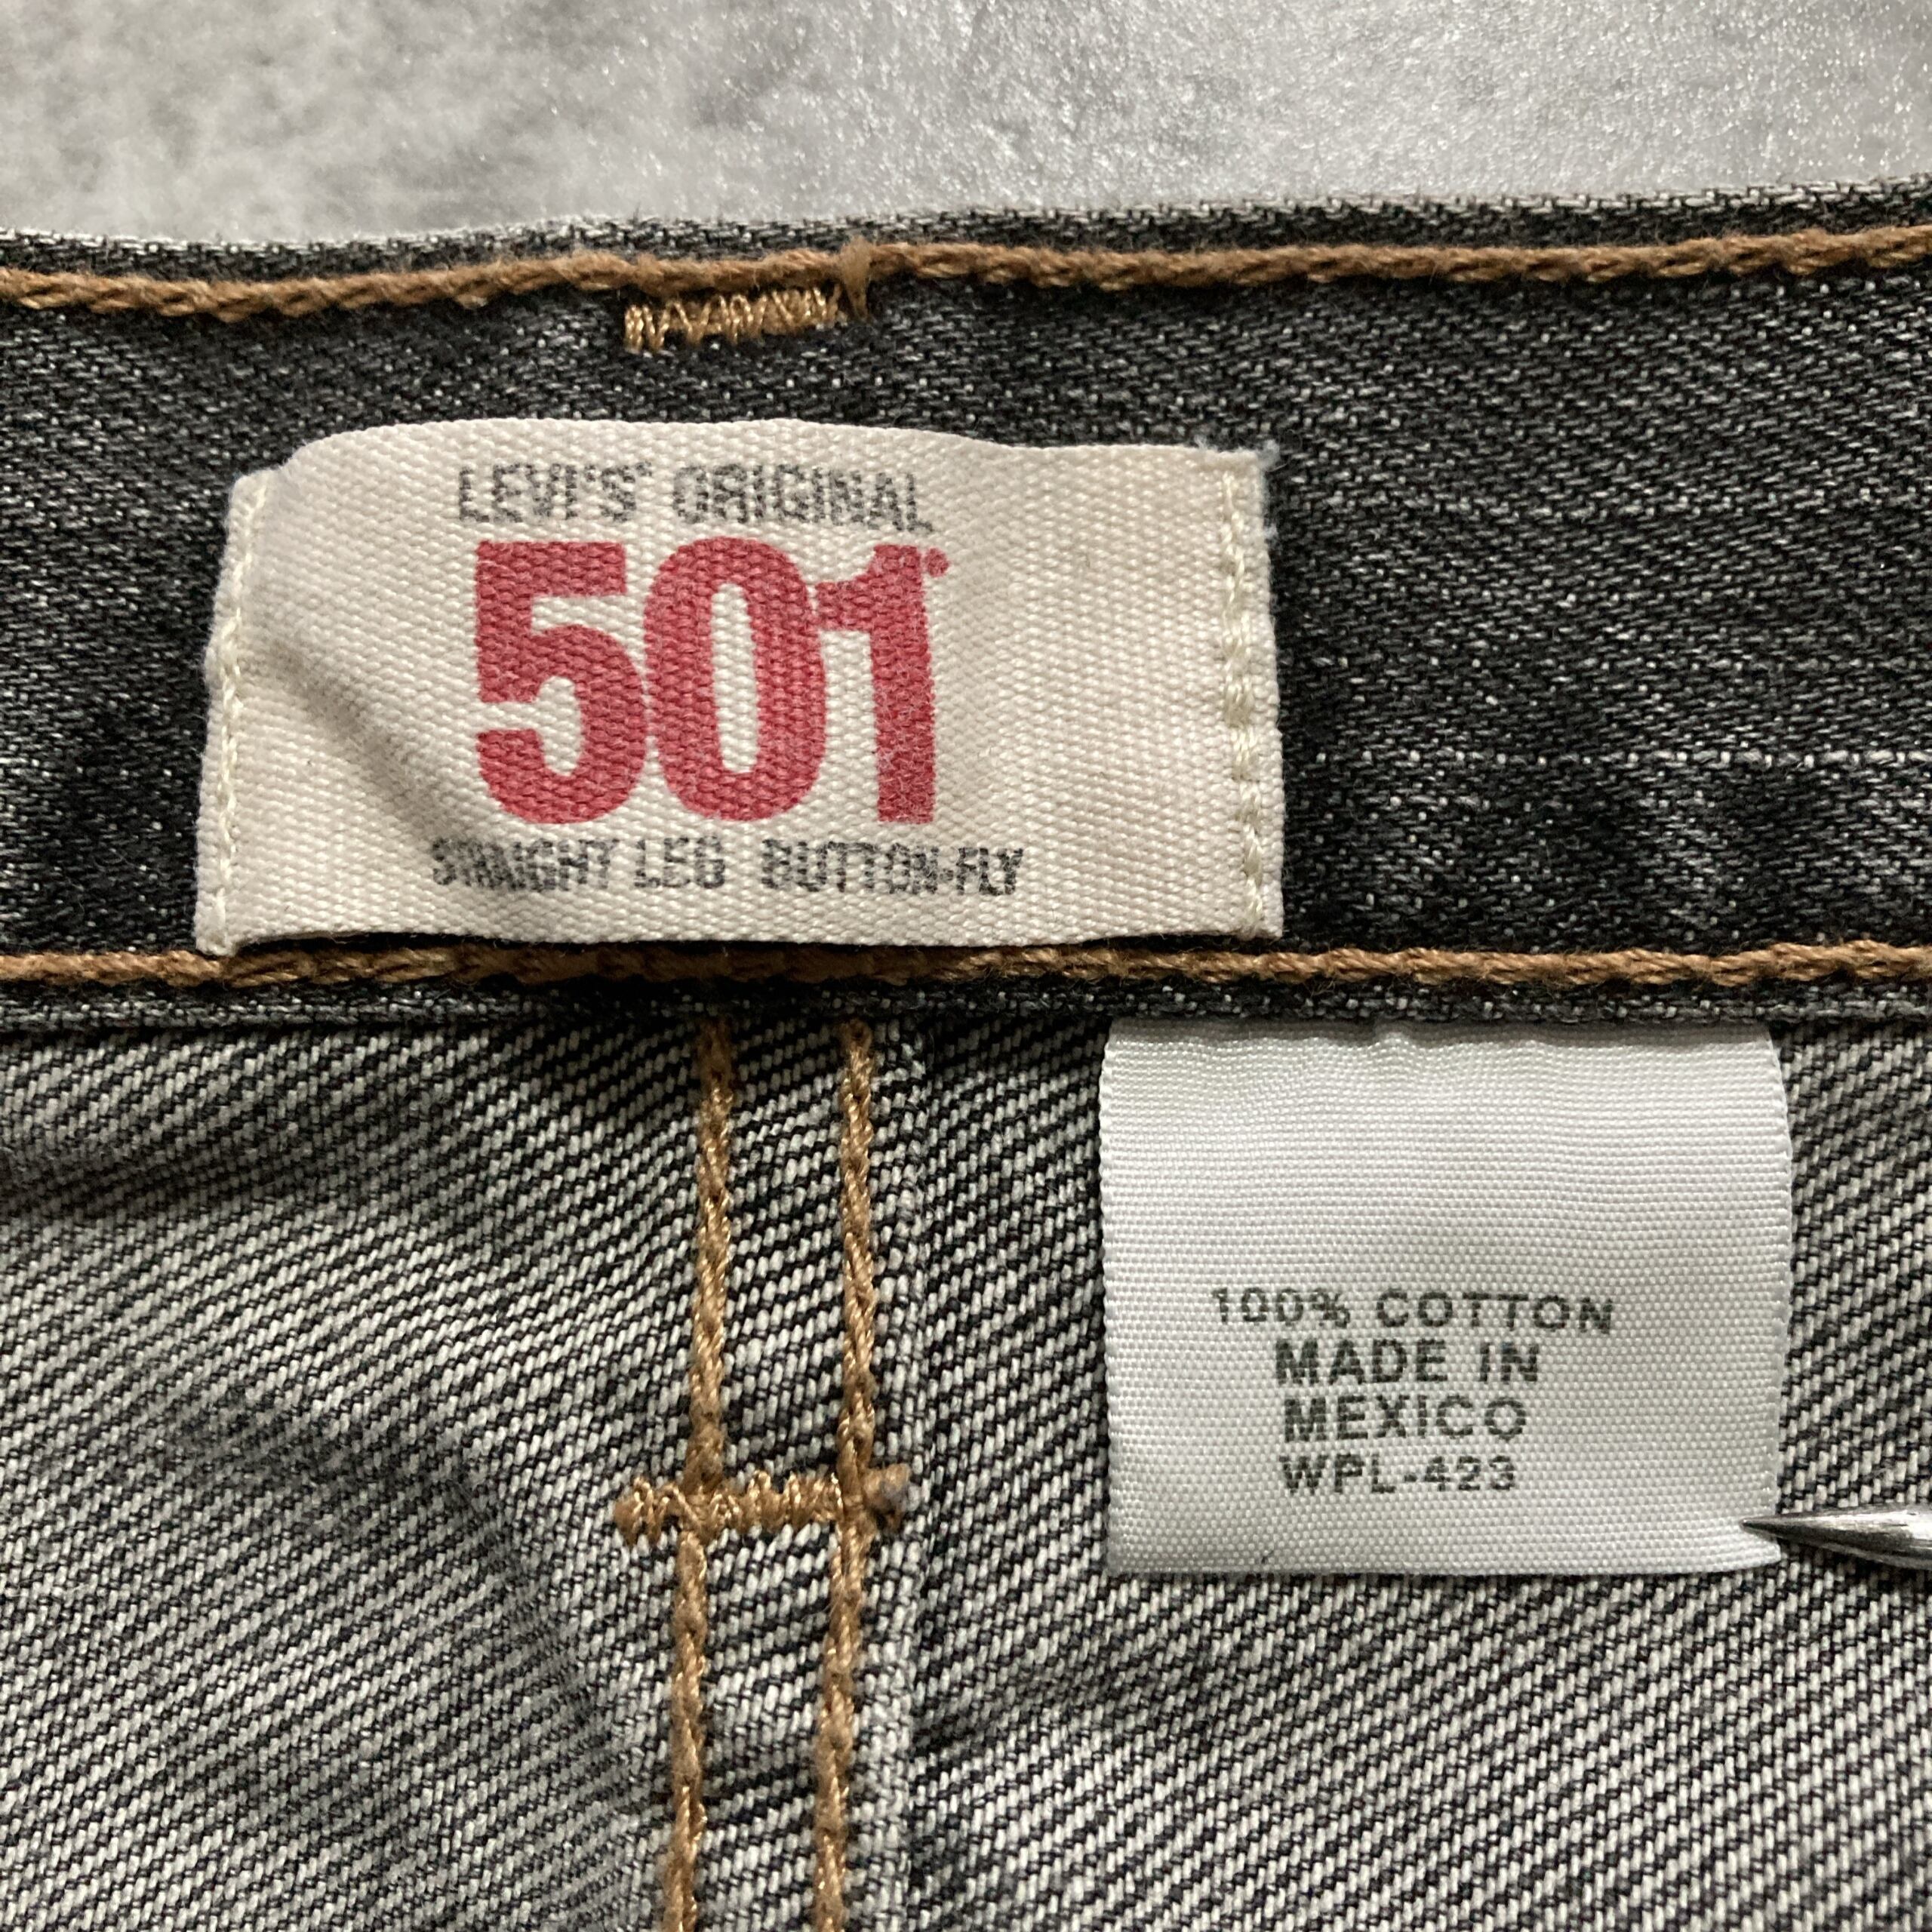 LEVI'S® ORIGINAL
501®
STRAIGHT LEG BUTTON-FLY
100% COTTON
MADE IN
MEXICO
WPL-423